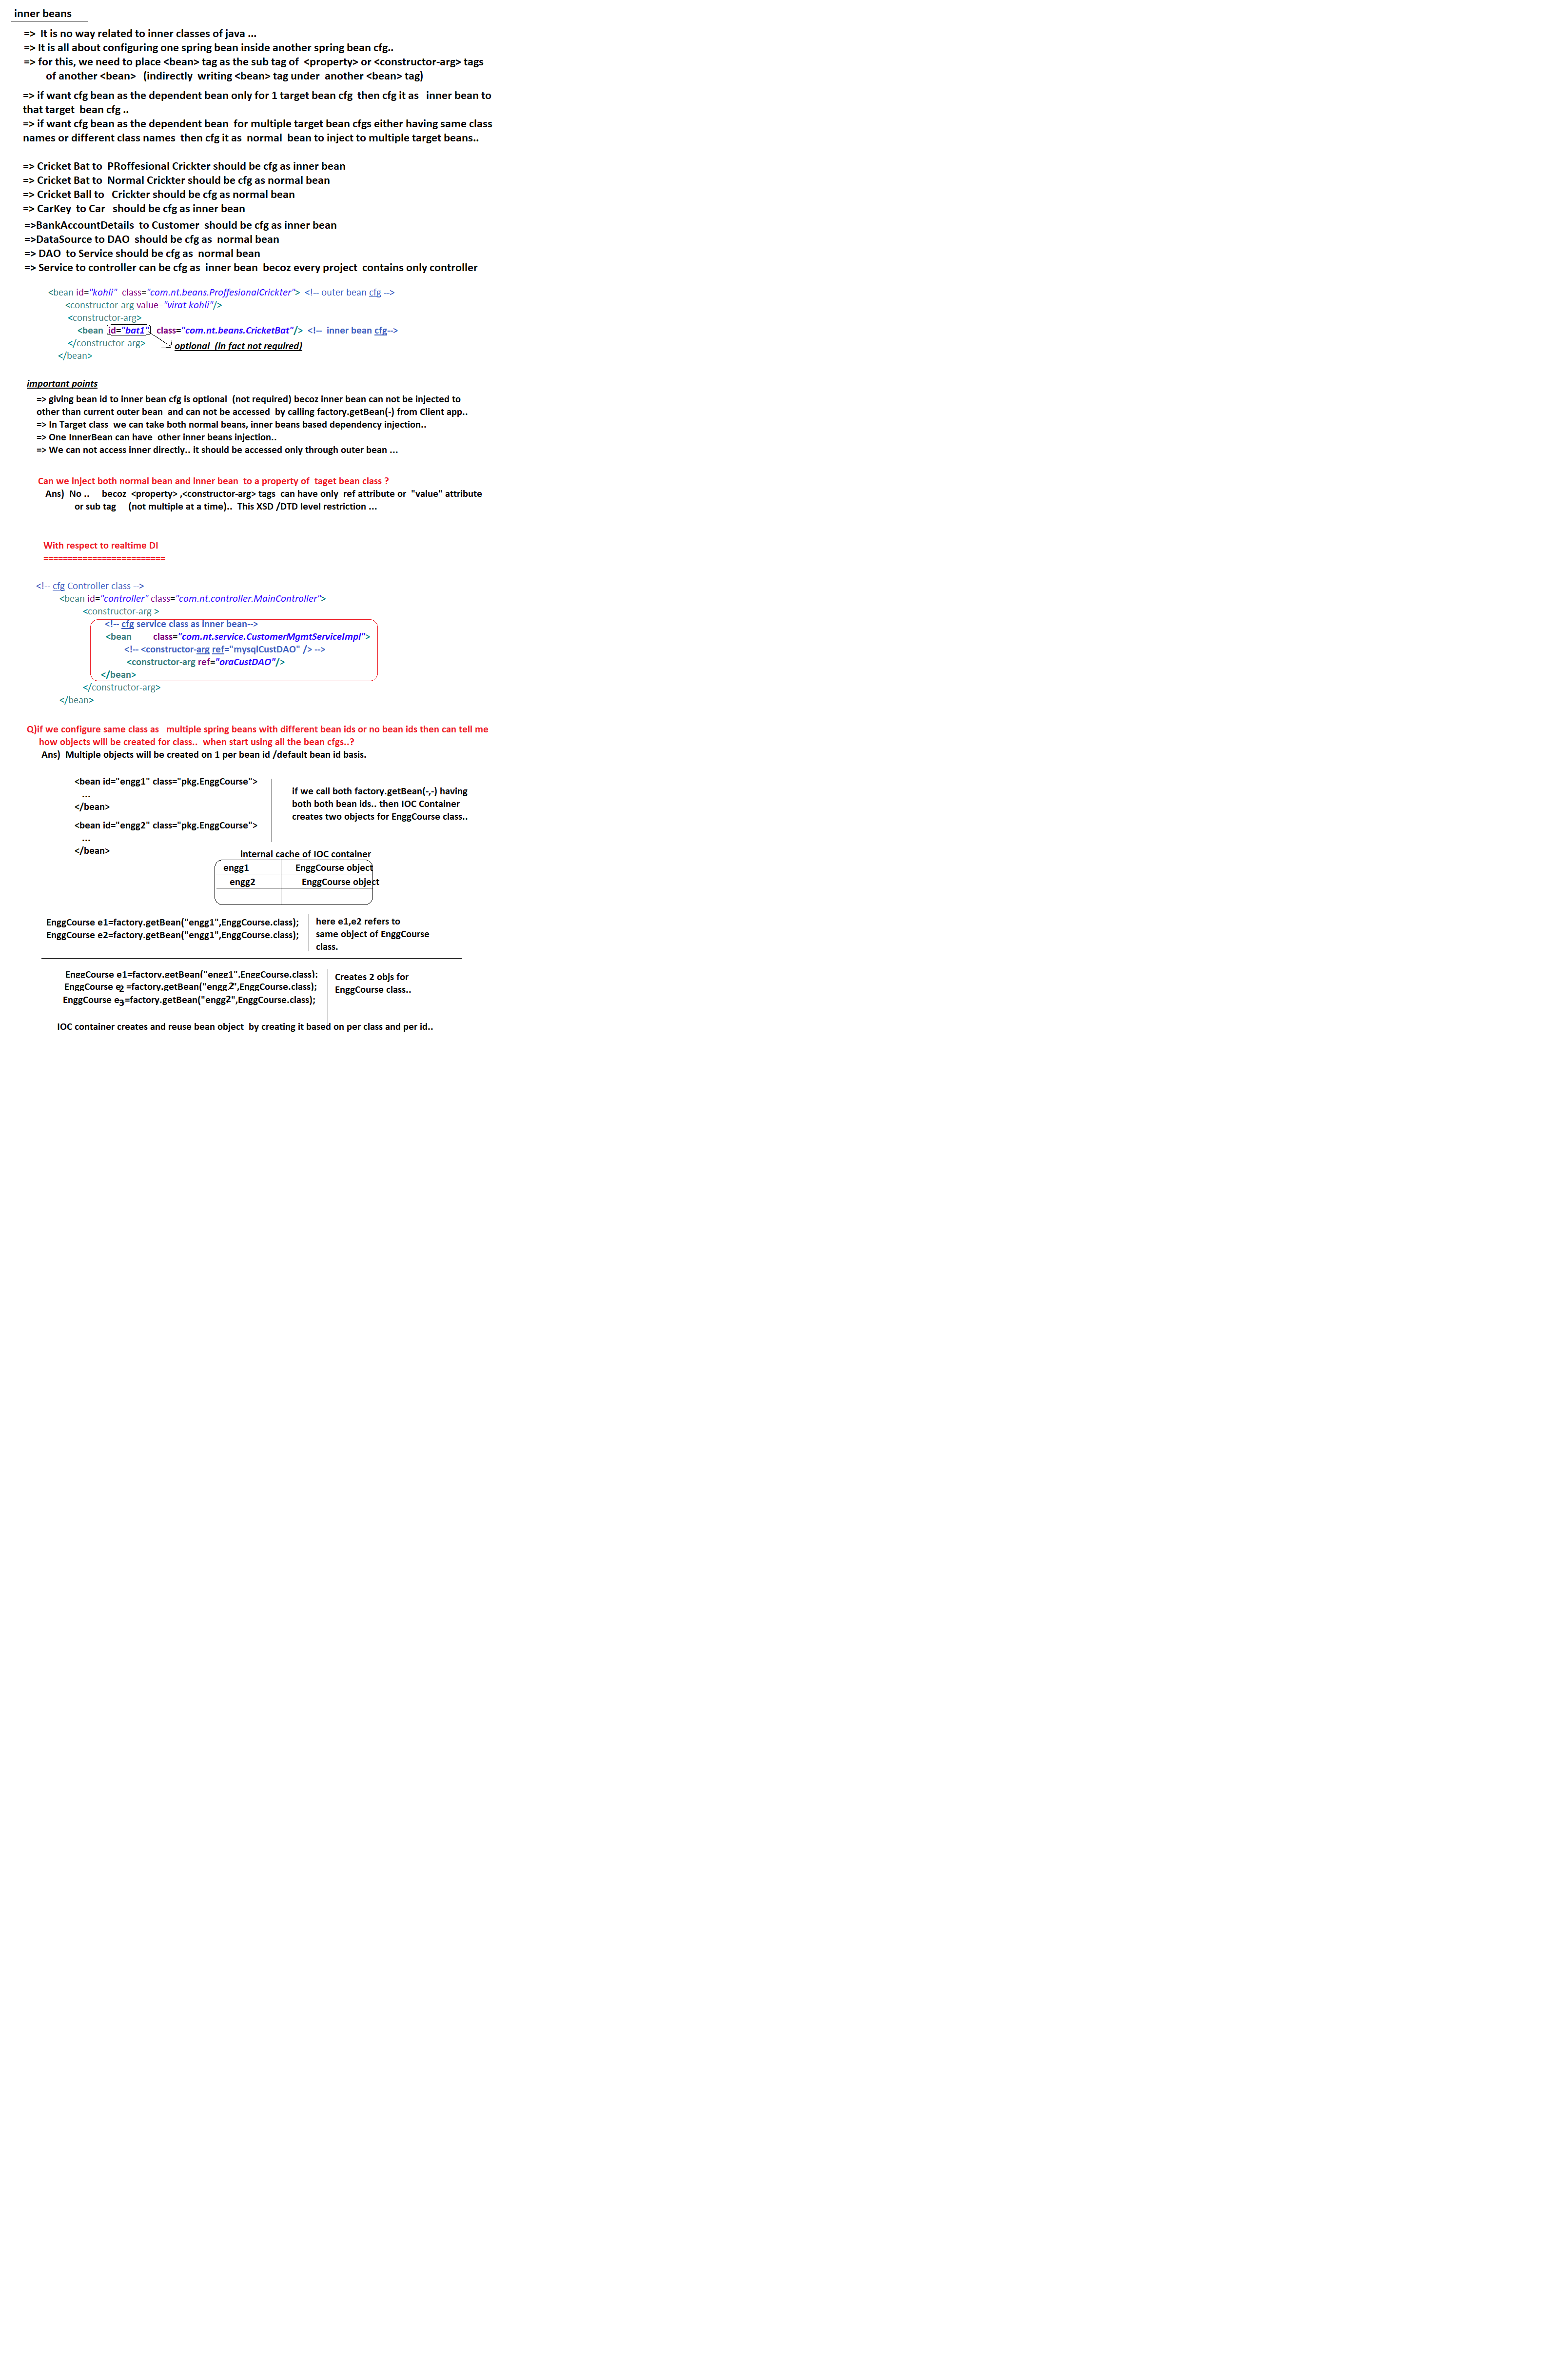 inner beans
=> It is no way related to inner classes of java ...
=> It is all about configuring one spring bean inside another spring bean cfg..
=> for this, we need to place <bean> tag as the sub tag of <property> or <constructor-arg> tags
of another <bean> (indirectly writing <bean> tag under another <bean> tag)
=> if want cfg bean as the dependent bean only for 1 target bean cfg then cfg it as inner bean to
that target bean cfg ..
=> if want cfg bean as the dependent bean for multiple target bean cfgs either having same class
names or different class names then cfg it as normal bean to inject to multiple target beans..
=> Cricket Bat to PRoffesional Crickter should be cfg as inner bean
=> Cricket Bat to Normal Crickter should be cfg as normal bean
=> Cricket Ball to Crickter should be cfg as normal bean
=> CarKey to Car should be cfg as inner bean
=>BankAccountDetails to Customer should be cfg as inner bean
=>DataSource to DAO should be cfg as normal bean
=> DAO to Service should be cfg as normal bean
=> Service to controller can be cfg as inner bean becoz every project contains only controller
<bean id="kohli" class="com.nt.beans.ProffesionalCrickter"> <!-- outer bean cfg -->
<constructor-arg value="virat kohli"/>
<constructor-arg>
<bean id="bat1" class="com.nt.beans.CricketBat"/> <!-- inner bean cfg-->
</constructor-arg>
optional (in fact not required)
</bean>
important points
=> giving bean id to inner bean cfg is optional (not required) becoz inner bean can not be injected to
other than current outer bean and can not be accessed by calling factory.getBean(-) from Client app..
=> In Target class we can take both normal beans, inner beans based dependency injection..
=> One InnerBean can have other inner beans injection..
=> We can not access inner directly.. it should be accessed only through outer bean ...
Can we inject both normal bean and inner bean to a property of taget bean class ?
Ans) No .. becoz <property> ,<constructor-arg> tags can have only ref attribute or "value" attribute
or sub tag (not multiple at a time).. This XSD /DTD level restriction ...
With respect to realtime DI
=========================
<!-- cfg Controller class -->
<bean id="controller" class="com.nt.controller.MainController">
<constructor-arg >
<!-- cfg service class as inner bean-->
<bean class="com.nt.service.CustomerMgmtServiceImpl">
<!-- <constructor-arg ref="mysqlCustDAO" /> -->
<constructor-arg ref="oraCustDAO"/>
</bean>
</constructor-arg>
</bean>
Q)if we configure same class as multiple spring beans with different bean ids or no bean ids then can tell me
how objects will be created for class.. when start using all the bean cfgs..?
Ans) Multiple objects will be created on 1 per bean id /default bean id basis.
<bean id="engg1" class="pkg.EnggCourse">
...
</bean>
<bean id="engg2" class="pkg.EnggCourse">
...
</bean>
if we call both factory.getBean(-,-) having
both both bean ids.. then IOC Container
creates two objects for EnggCourse class..
internal cache of IOC container
engg1 EnggCourse object
engg2 EnggCourse object
EnggCourse e1=factory.getBean("engg1",EnggCourse.class);
EnggCourse e2=factory.getBean("engg1",EnggCourse.class);
here e1,e2 refers to
same object of EnggCourse
class.
EnggCourse e1=factory.getBean("engg1",EnggCourse.class);
EnggCourse e2 =factory.getBean("engg2",EnggCourse.class);
EnggCourse e3=factory.getBean("engg2",EnggCourse.class);
Creates 2 objs for
EnggCourse class..
IOC container creates and reuse bean object by creating it based on per class and per id..